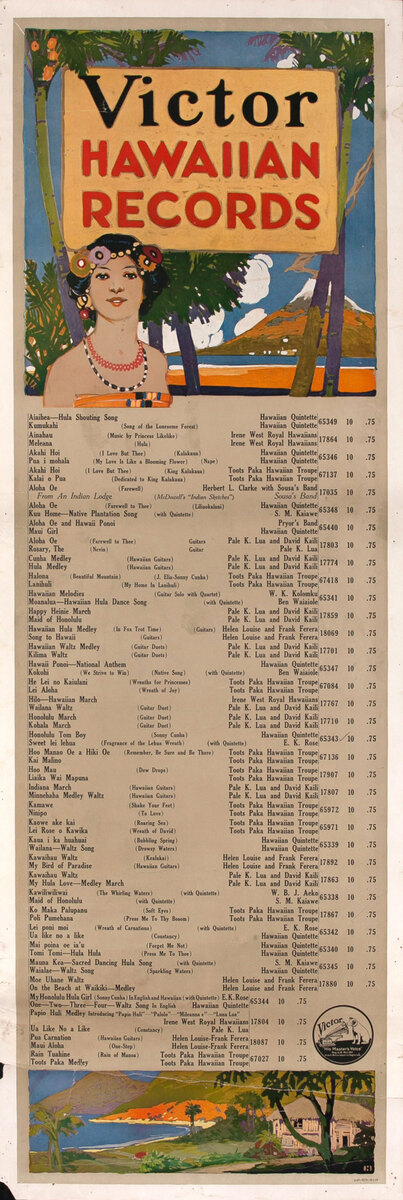 Victor
HAWAIIAN
RECORDS
Aiaihea—Hula Shouting Song Hawaiian Quintette 65349 10 .75
Kumukahi (Song of the Lonesome Forest) Hawaiian Quintette
Ainahau (Music by Princess Likelike) Irene West Royal Hawaiians 17864 10 .75
Meleana (Hula) Irene West Royal Hawaiians
Akahi Hoi (I Love But Thee) (Kalakaua) Hawaiian Quintette 65346 10 .75
Pua i mohala (My Love is Like a Blooming Flower) (Nape) Hawaiian Quintette
Akahi Hoi (I Love But Thee) (King Kalakaua) Toots Paka Hawaiian Troupe 67137 10 .75
Kalai o Pua (Dedicated to King Kalakaua) Toots Paka Hawaiian Troupe
Aloha Oe (Farewell) Herbert L. Clarke with Sousa's Band 17035 10 .75
From An Indian Lodge (McDowell's "Indian Sketches") Sousa's Band
Aloha Oe (Farewell to Thee) (Liliuokalani) Hawaiian Quintette 65348 10 .75
Kuu Home—Native Plantation Song (with Quintette) S. M. Kaiawe
Aloha Oe and Hawaii Ponoi Pryor's Band 65440 10 .75
Maui Girl Hawaiian Quintette
Aloha Oe (Farewell to Thee) Guitars Pale K. Lua and David Kaili 17803 10 .75
Rosary, The (Nevin) Guitar Pale K. Lua
Cunha Medley (Hawaiian Guitars) Pale K. Lua and David Kaili 17774 10 .75
Hula Medley (Hawaiian Guitars) Pale K. Lua and David Kaili
Halona (Beautiful Mountain) (J. Elia-Sonny Cunha) Toots Paka Hawaiian Troupe 67418 10 .75
Lanihuli (My Home In Lanihuli) Toots Paka Hawaiian Troupe
Hawaiian Melodies (Guitar Solo with Quartet) W. K. Kolomku 65341 10 .75
Moanalua—Hawaiian Hula Dance Song (with Quintette) Ben Waiaiole
Happy Heinie March Pale K. Lua and David Kaili 17859 10 .75
Maid of Honolulu Pale K. Lua and David Kaili
Hawaiian Hula Medley (In Fox Trot Time) (Guitars) Helen Louise and Frank Ferera 18069 10 .75
Song to Hawaii (Guitars) Helen Louise and Frank Ferera
Hawaiian Waltz Medley (Guitar Duets) Pale K. Lua and David Kaili 17701 10 .75
Kilima Waltz (Guitar Duets) Pale K. Lua and David Kaili
Hawaii Ponoi—National Anthem Hawaiian Quintette 65347 10 .75
Kokohi (We Strive to Win) (Native Song) (with Quintette) Ben Waiaiole
He Lei no Kaiulani (Wreaths for Princesses) Toots Paka Hawaiian Troupe 67084 10 .75
Lei Aloha (Wreath of Joy) Toots Paka Hawaiian Troupe
Hilo—Hawaiian March Irene West Royal Hawaiians 17767 10 .75
Wailana Waltz (Guitar Duet) Pale K. Lua and David Kaili
Honolulu March (Guitar Duet) Pale K. Lua and David Kaili 17710 10 .75
Kohala March (Guitar Duet) Pale K. Lua and David Kaili
Honolulu Tom Boy (Sonny Cunha) Hawaiian Quintette 65343 10 .75
Sweet lei lehua (Fragrance of the Lehua Wreath) (with Quintette) E. K. Rose
Hoo Manao Oe a Hiki Oe (Remember, Be Sure and Be There) Toots Paka Hawaiian Troupe 67136 10 .75
Kai Malino Toots Paka Hawaiian Troupe
Hoo Mau (Dew Drops) Toots Paka Hawaiian Troupe 17907 10 .75
Liaika Wai Mapuna Toots Paka Hawaiian Troupe
Indiana March (Hawaiian Guitars) Pale K. Lua and David Kaili 17807 10 .75
Minnehaha Medley Waltz (Hawaiian Guitars) Pale K. Lua and David Kaili
Kamawe (Shake Your Feet) Toots Paka Hawaiian Troupe 65972 10 .75
Ninipo (To Love) Toots Paka Hawaiian Troupe
Kaowe ake kai (Roaring Sea) Toots Paka Hawaiian Troupe 65971 10 .75
Lei Rose o Kawika (Wreath of David) Toots Paka Hawaiian Troupe
Kaua i ka huahuai (Bubbling Spring) Hawaiian Quintette 65339 10 .75
Wailana—Waltz Song (Drowsy Waters) Hawaiian Quintette
Kawaihau Waltz (Kealakai) Helen Louise and Frank Ferera 17892 10 .75
My Bird of Paradise (Hawaiian Guitars) Helen Louise and Frank Ferera
Kawaihau Waltz Pale K. Lua and David Kaili 17863 10 .75
My Hula Love—Medley March Pale K. Lua and David Kaili
Kawiliwiliwai (The Whirling Waters) (with Quintette) W. B. J. Aeko 65338 10 .75
Maid of Honolulu (with Quintette) S. M. Kaiawe
Ko Maka Palupanu (Soft Eyes) Toots Paka Hawaiian Troupe 17867 10 .75
Poli Pumehana (Press Me To Thy Bosom) Toots Paka Hawaiian Troupe
Lei poni moi (Wreath of Carnations) (with Quintette) E. K. Rose 65342 10 .75
Ua like no a like (Constancy) Hawaiian Quintette
Mai poina oe ia'u (Forget Me Not) Hawaiian Quintette 65340 10 .75
Tomi Tomi—Hula Hula (Press Me To Thee) Hawaiian Quintette
Mauna Kea—Sacred Dancing Hula Song (with Quintette) S. M. Kaiawe 65345 10 .75
Waialae—Waltz Song (Sparkling Waters) Hawaiian Quintette
Moe Uhane Waltz Helen Louise and Frank Ferera 17880 10 .75
On the Beach at Waikiki—Medley Helen Louise and Frank Ferera
My Honolulu Hula Girl (Sonny Cunha) In English and Hawaiian (with Quintette) E.K.Rose 65344 10 .75
One—Two—Three—Four—Waltz Song In English Hawaiian Quintette
Papio Huli Medley Introducing "Papio Huli" — "Palolo" — "Mileanna" — "Luna Lua"
Irene West Royal Hawaiians 17804 10 .75
Ua Like No a Like (Constancy) Pale K. Lua
Pua Carnation (Hawaiian Guitars) Helen Louise-Frank Ferera 18087 10 .75
Maui Aloha (One-Step) Helen Louise-Frank Ferera
Rain Tuahine (Rain of Manoa) Toots Paka Hawaiian Troupe 67027 10 .75
Toots Paka Medley Toots Paka Hawaiian Troupe
Victor
"His Master's Voice"